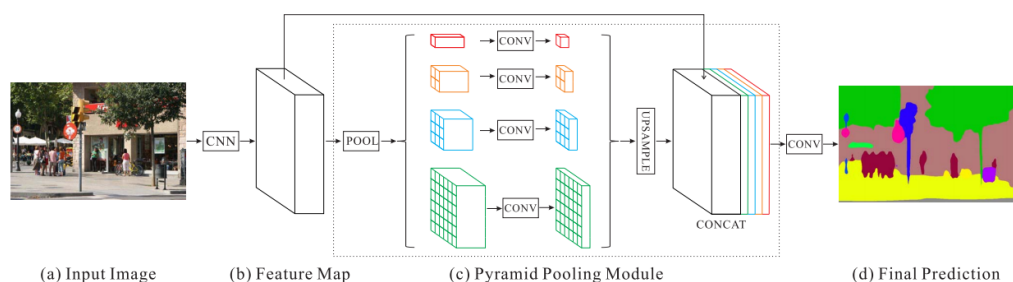 CNN
POOL
CONV
CONV
CONV
CONV
UPSAMPLE
CONCAT
CONV
(a) Input Image
(b) Feature Map
(c) Pyramid Pooling Module
(d) Final Prediction